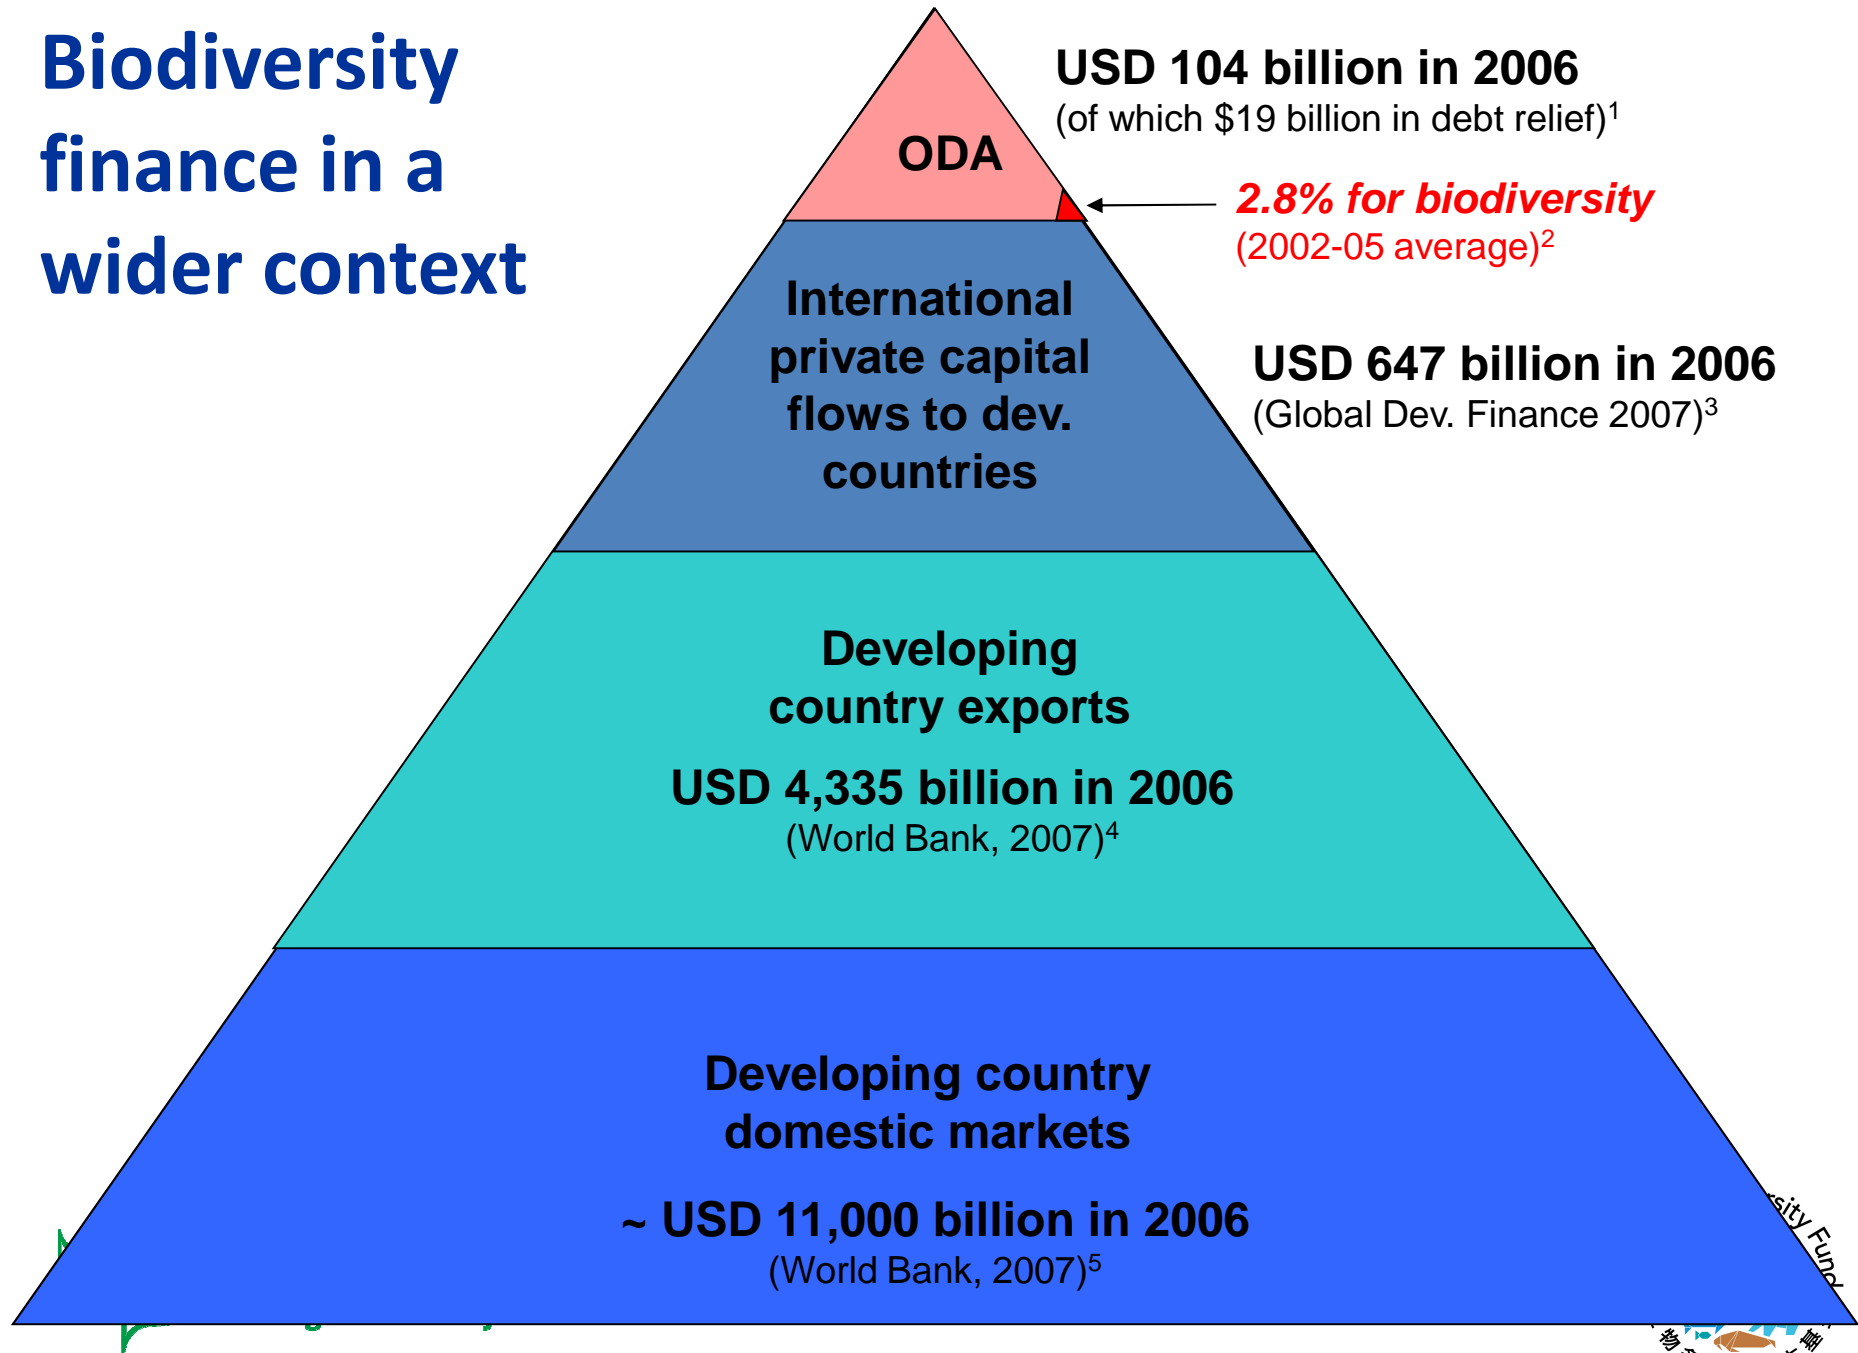 Biodiversity
finance in a
wider context
USD 104 billion in 2006
(of which $19 billion in debt relief)¹
ODA
2.8% for biodiversity
(2002-05 average)²
International
private capital
flows to dev.
countries
USD 647 billion in 2006
(Global Dev. Finance 2007)³
Developing
country exports
USD 4,335 billion in 2006
(World Bank, 2007)⁴
Developing country
domestic markets
~ USD 11,000 billion in 2006
(World Bank, 2007)⁵
Fund
物
基